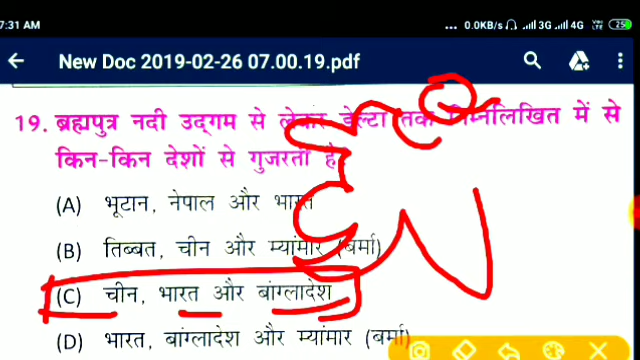 7:31 AM
... 0.0KB/s 3G 4G VoLTE 25
New Doc 2019-02-26 07.00.19.pdf
19. ब्रह्मपुत्र नदी उद्गम से लेकर डेल्टा तक निम्नलिखित में से
किन-किन देशों से गुजरती है
(A) भूटान, नेपाल और भारत
(B) तिब्बत, चीन और म्यांमार (बर्मा)
(C) चीन, भारत और बांग्लादेश
(D) भारत, बांग्लादेश और म्यांमार (बर्मा)